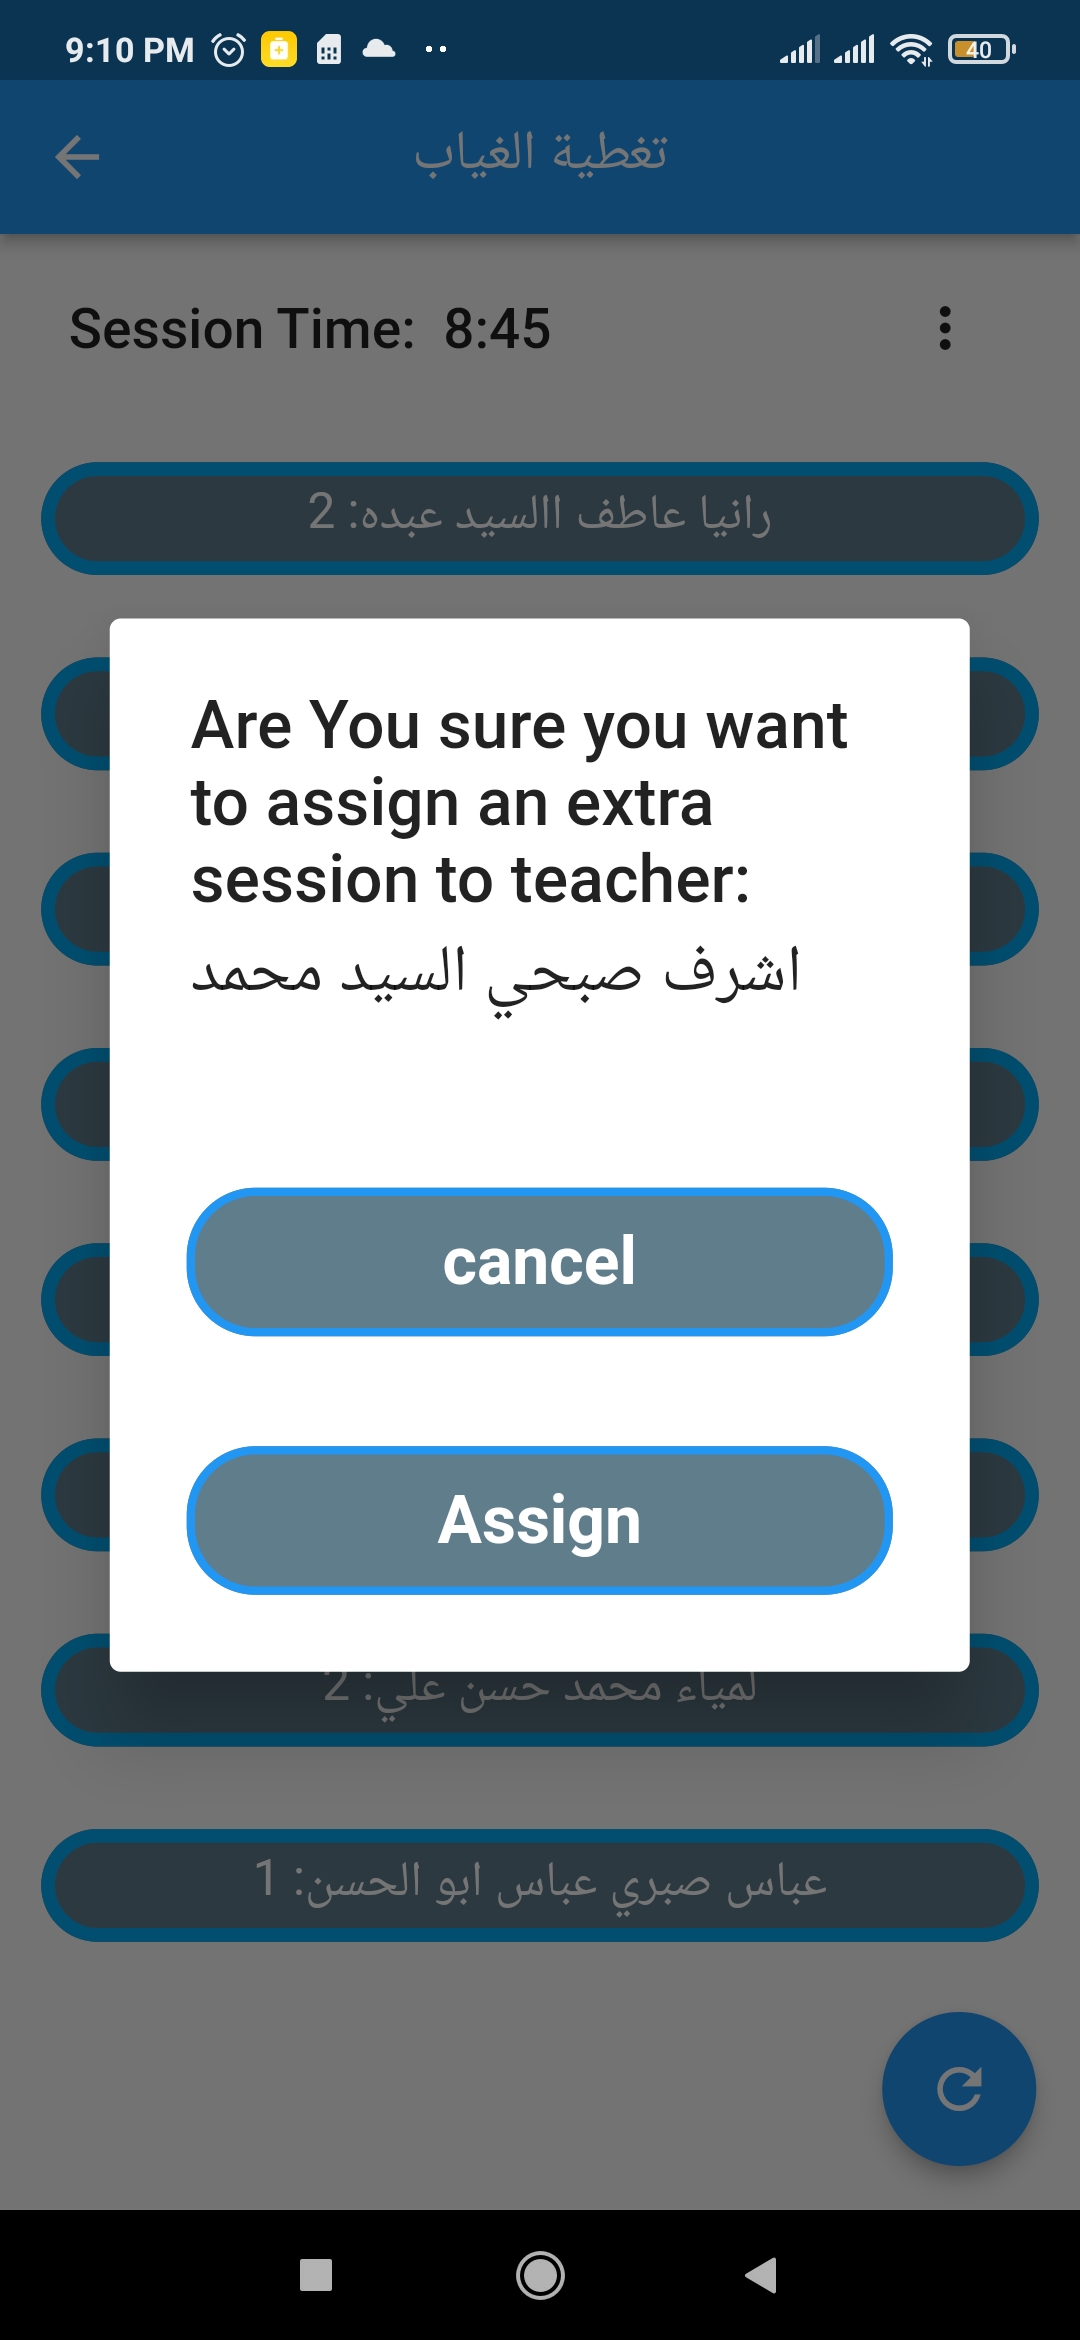 9:10 PM
40
تغطية الغياب
Session Time: 8:45
رانيا عاطف االسيد عبده: 2
Are You sure you want
to assign an extra
session to teacher:
اشرف صبحي السيد محمد
cancel
Assign
لمياء محمد حسن علي: 2
عباس صبري عباس ابو الحسن: 1